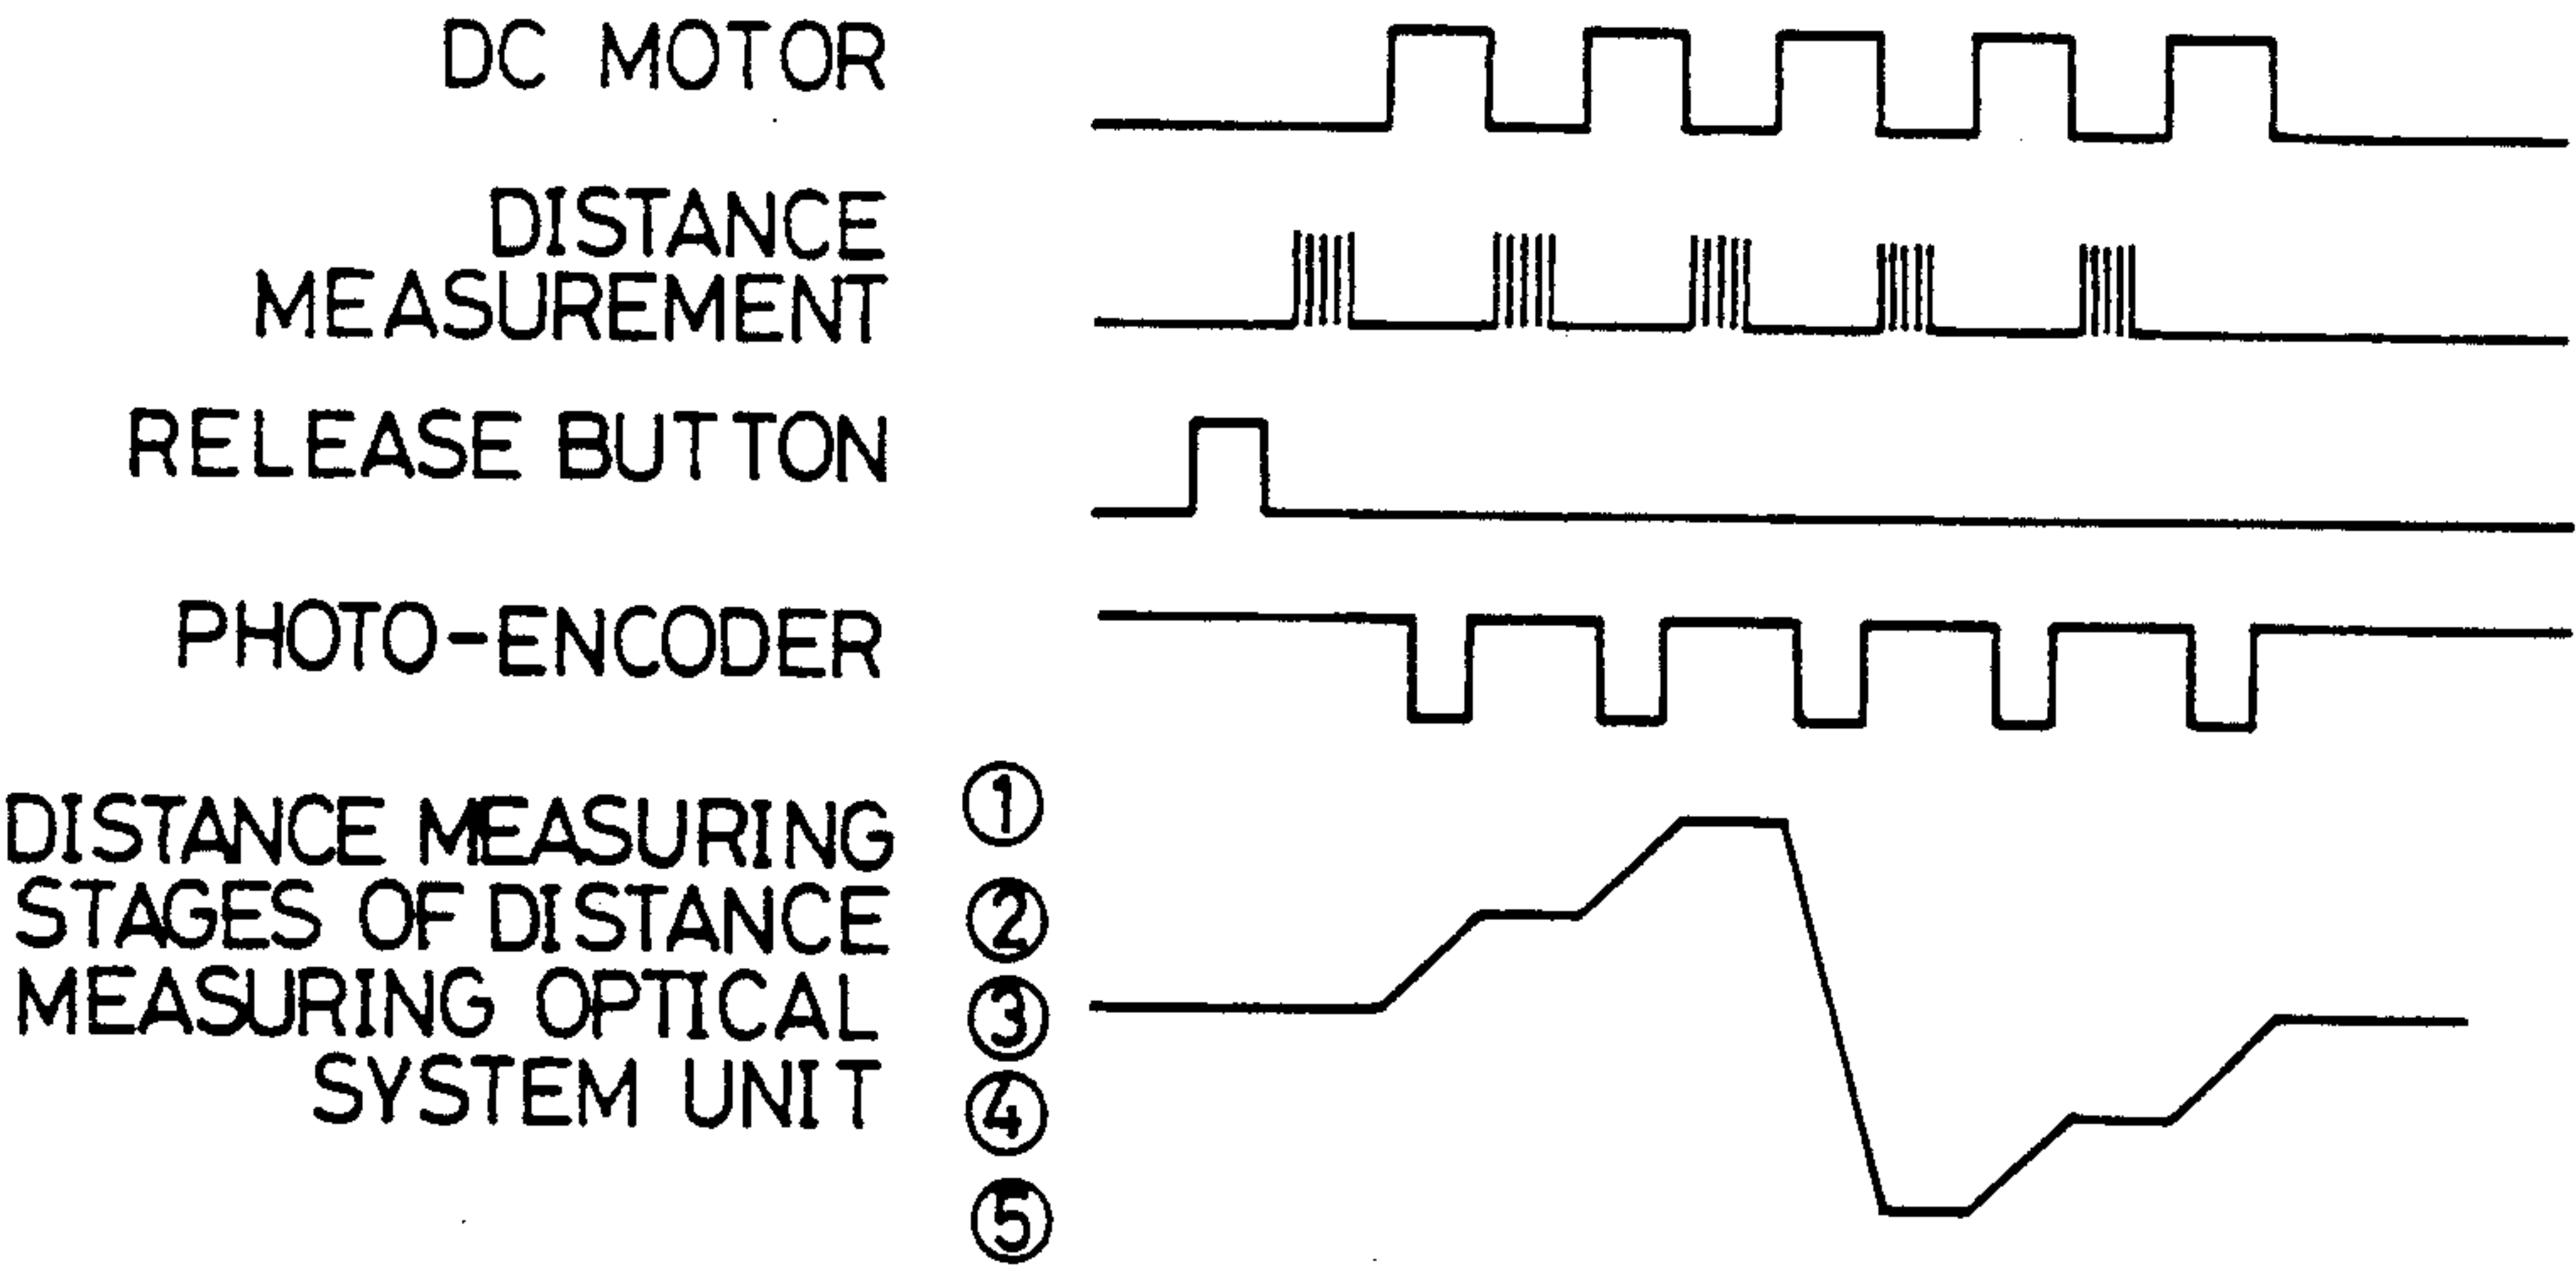 DC MOTOR
DISTANCE
MEASUREMENT
RELEASE BUTTON
PHOTO-ENCODER
DISTANCE MEASURING
STAGES OF DISTANCE
MEASURING OPTICAL
SYSTEM UNIT
①
②
③
④
⑤